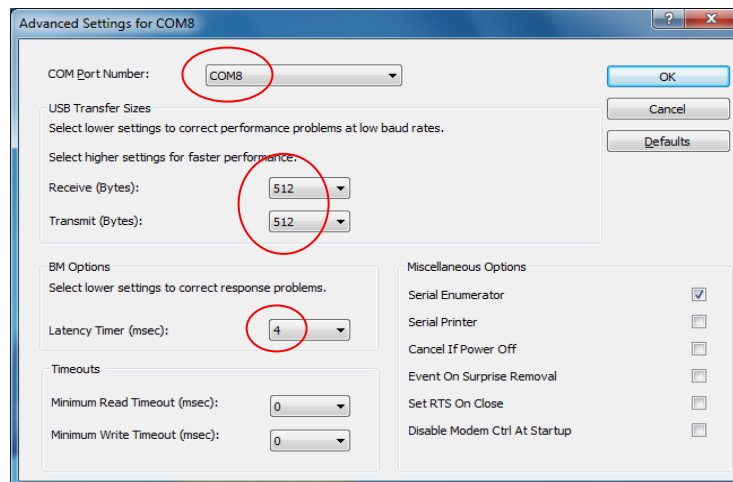 Advanced Settings for COM8
COM Port Number: COM8
OK
USB Transfer Sizes
Cancel
Select lower settings to correct performance problems at low baud rates.
Defaults
Select higher settings for faster performance.
Receive (Bytes): 512
Transmit (Bytes): 512
BM Options
Select lower settings to correct response problems.
Latency Timer (msec): 4
Timeouts
Minimum Read Timeout (msec): 0
Minimum Write Timeout (msec): 0
Miscellaneous Options
Serial Enumerator
Serial Printer
Cancel If Power Off
Event On Surprise Removal
Set RTS On Close
Disable Modem Ctrl At Startup